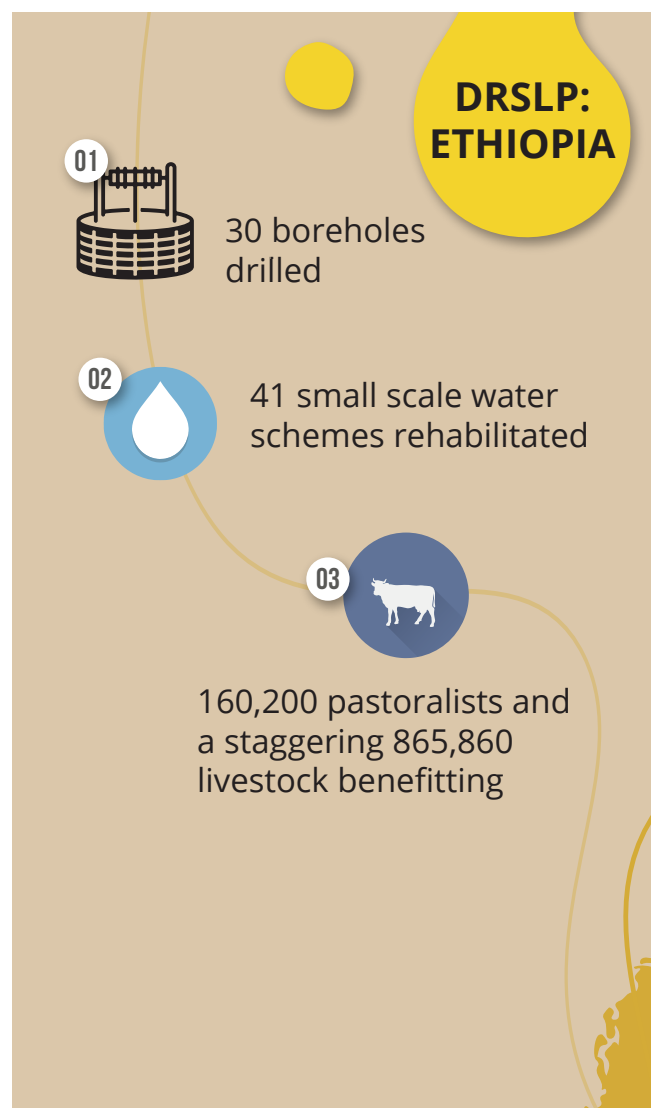 DRSLP:
ETHIOPIA
01
30 boreholes
drilled
02
41 small scale water
schemes rehabilitated
03
160,200 pastoralists and
a staggering 865,860
livestock benefitting